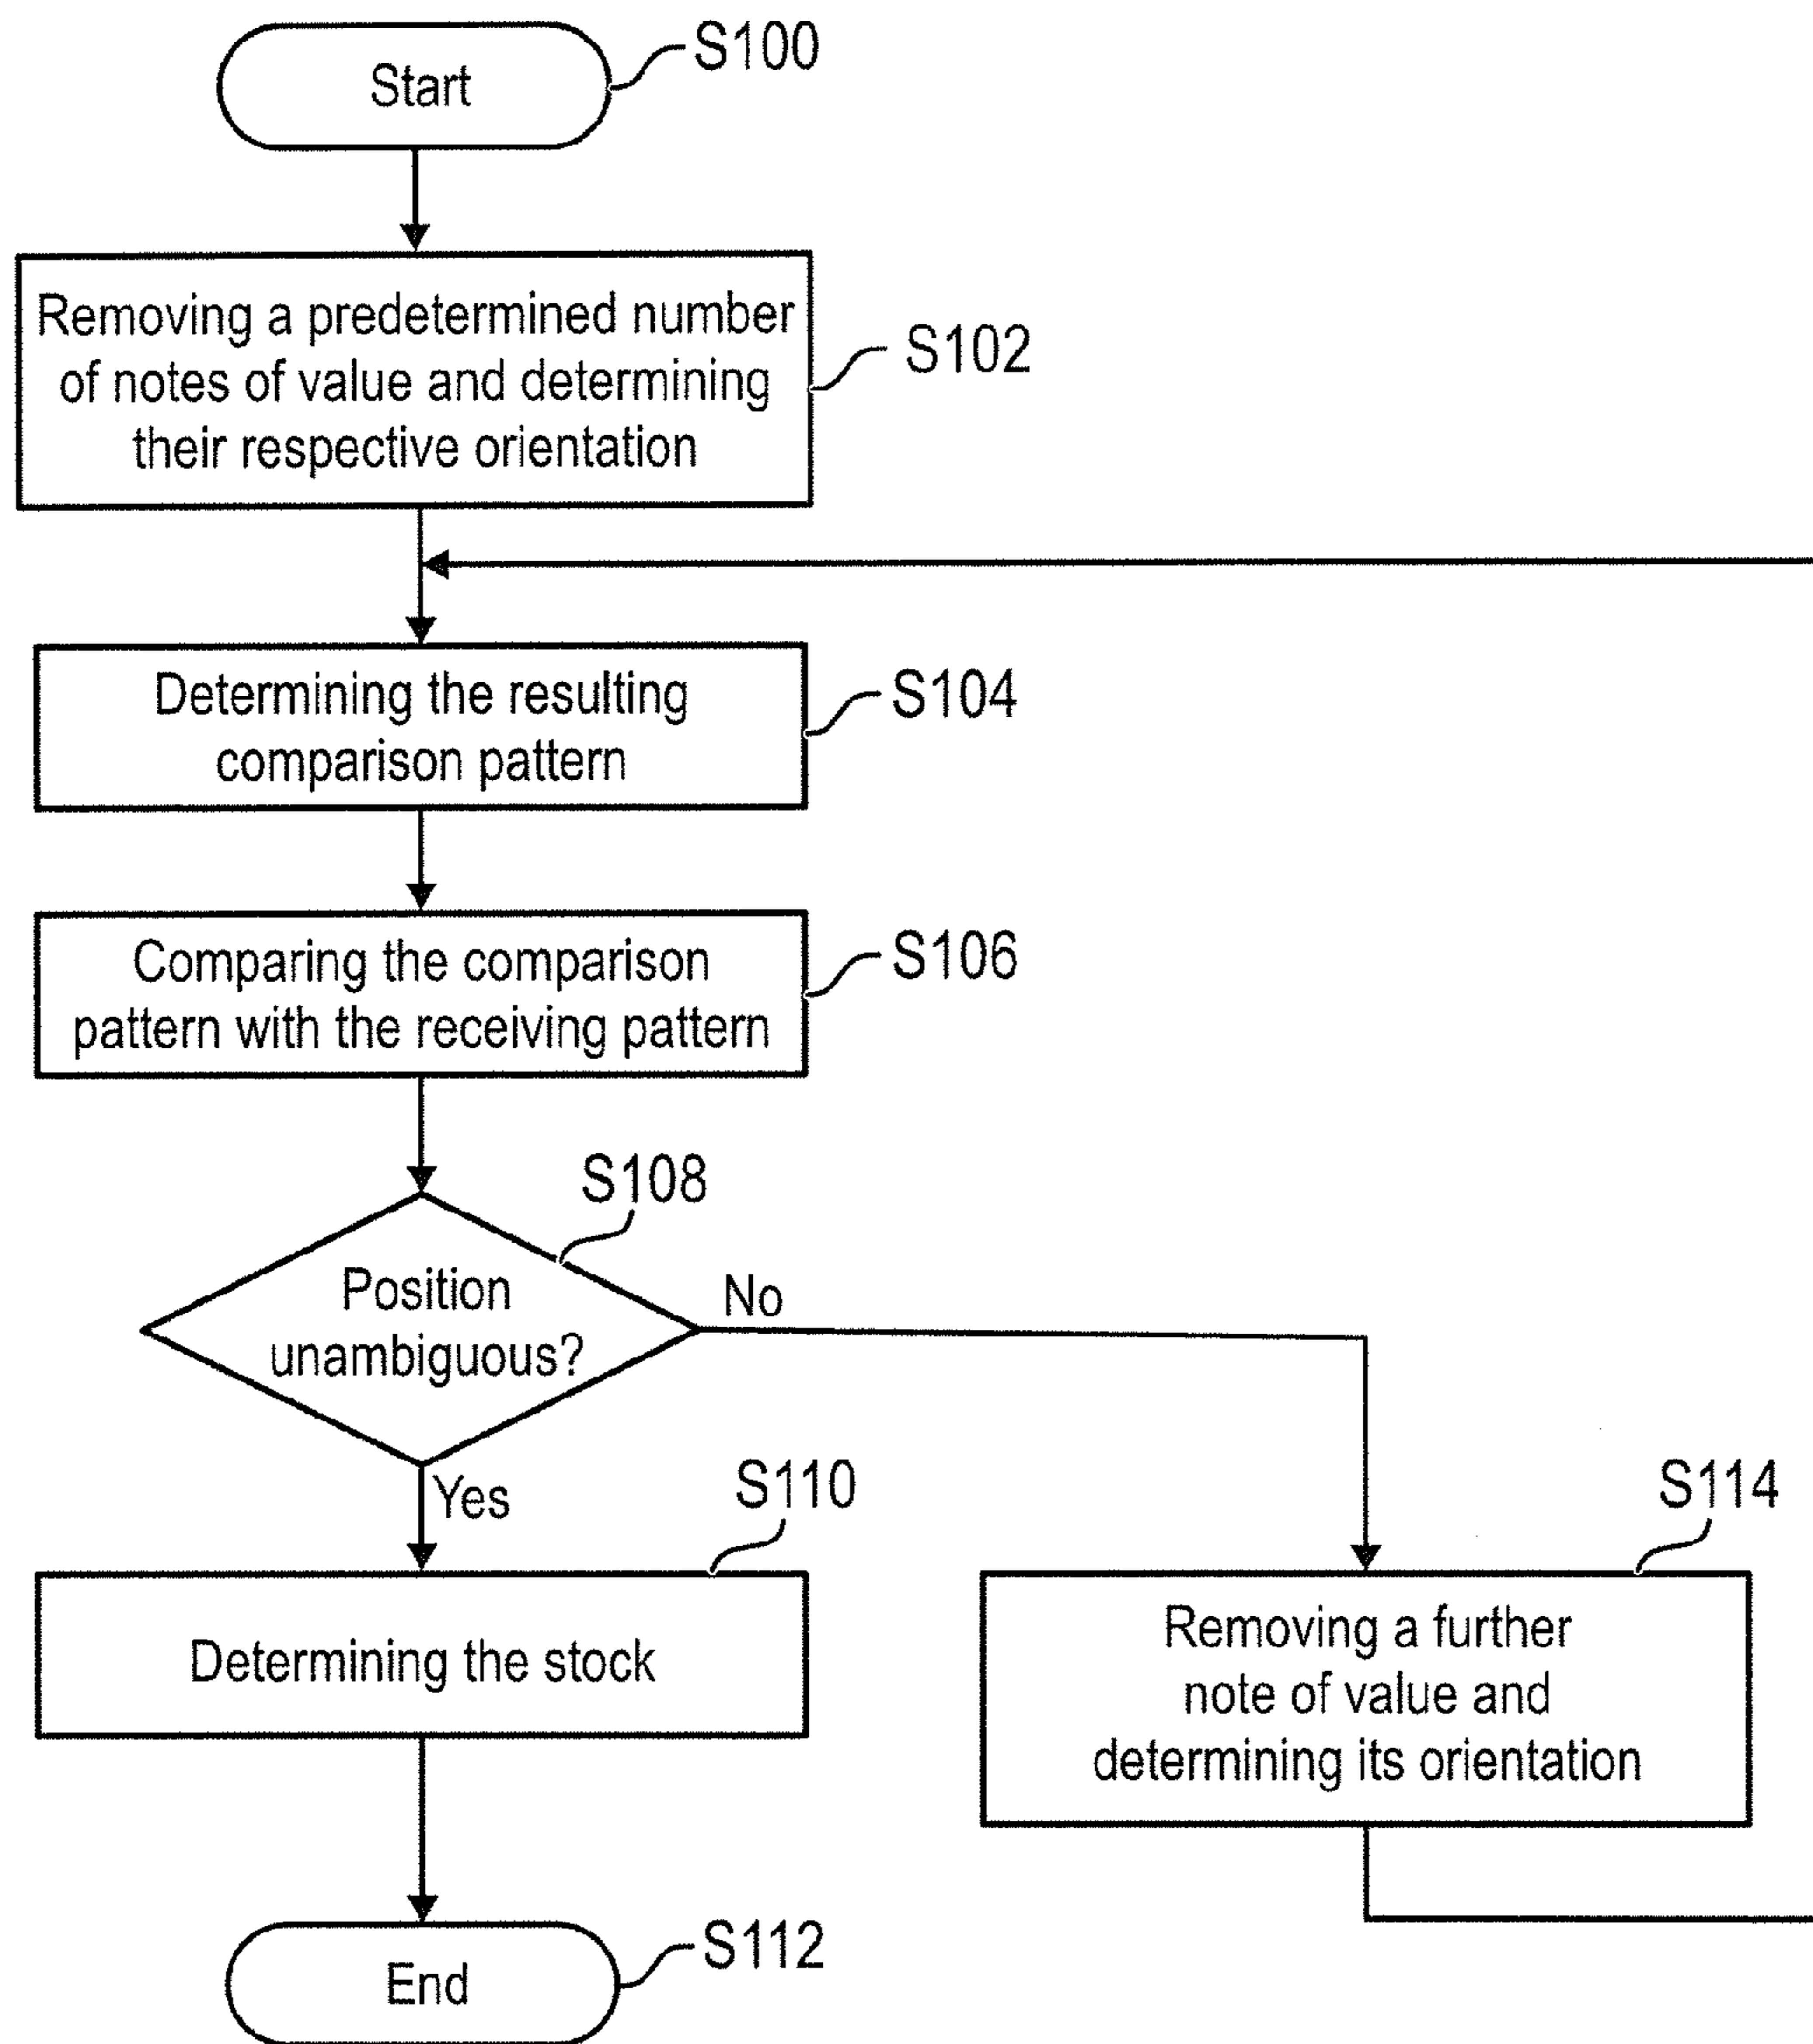 Start
S100
Removing a predetermined number
of notes of value and determining
their respective orientation
S102
Determining the resulting
comparison pattern
S104
Comparing the comparison
pattern with the receiving pattern
S106
S108
Position
unambiguous?
No
Yes
S110
Determining the stock
S114
Removing a further
note of value and
determining its orientation
End
S112